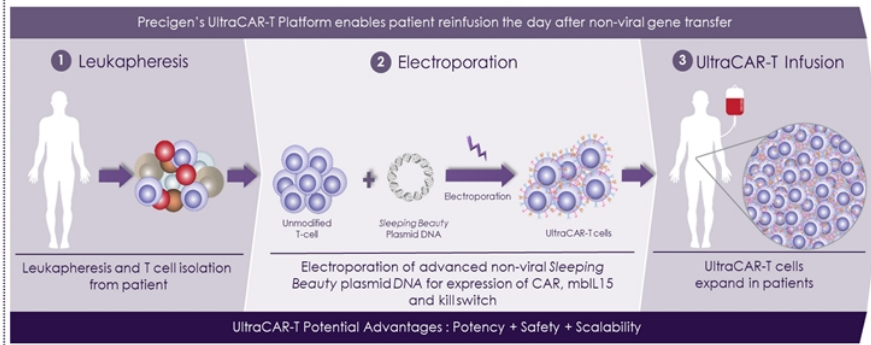 Precigen's UltraCAR-T Platform enables patient reinfusion the day after non-viral gene transfer
1 Leukapheresis
2 Electroporation
3 UltraCAR-T Infusion
Electroporation
Unmodified
T-cell
Sleeping Beauty
Plasmid DNA
UltraCAR-T cells
Leukapheresis and T cell isolation
from patient
Electroporation of advanced non-viral Sleeping
Beauty plasmid DNA for expression of CAR, mbIL15
and killswitch
UltraCAR-T cells
expand in patients
UltraCAR-T Potential Advantages : Potency + Safety + Scalability